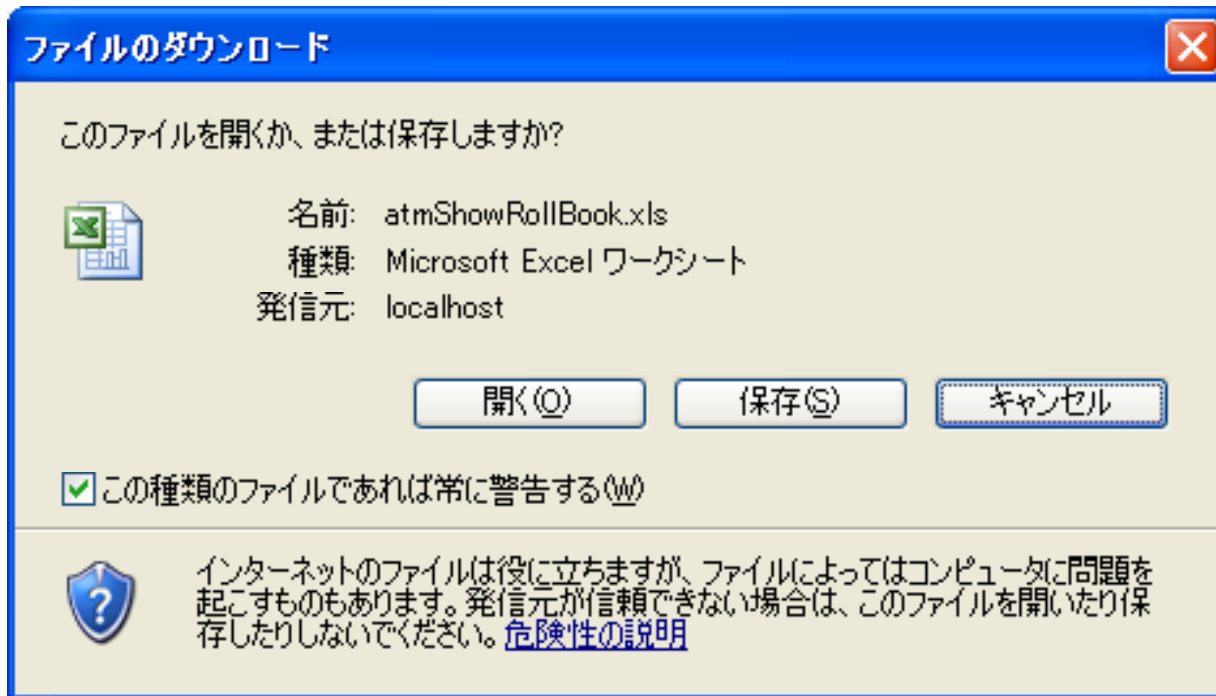 ファイルのダウンロード
このファイルを開くか、または保存しますか?
名前: atmShowRollBook.xls
種類: Microsoft Excel ワークシート
発信元: localhost
開く(O) 保存(S) キャンセル
この種類のファイルであれば常に警告する(W)
インターネットのファイルは役に立ちますが、ファイルによってはコンピュータに問題を
起こすものもあります。発信元が信頼できない場合は、このファイルを開いたり保
存したりしないでください。危険性の説明